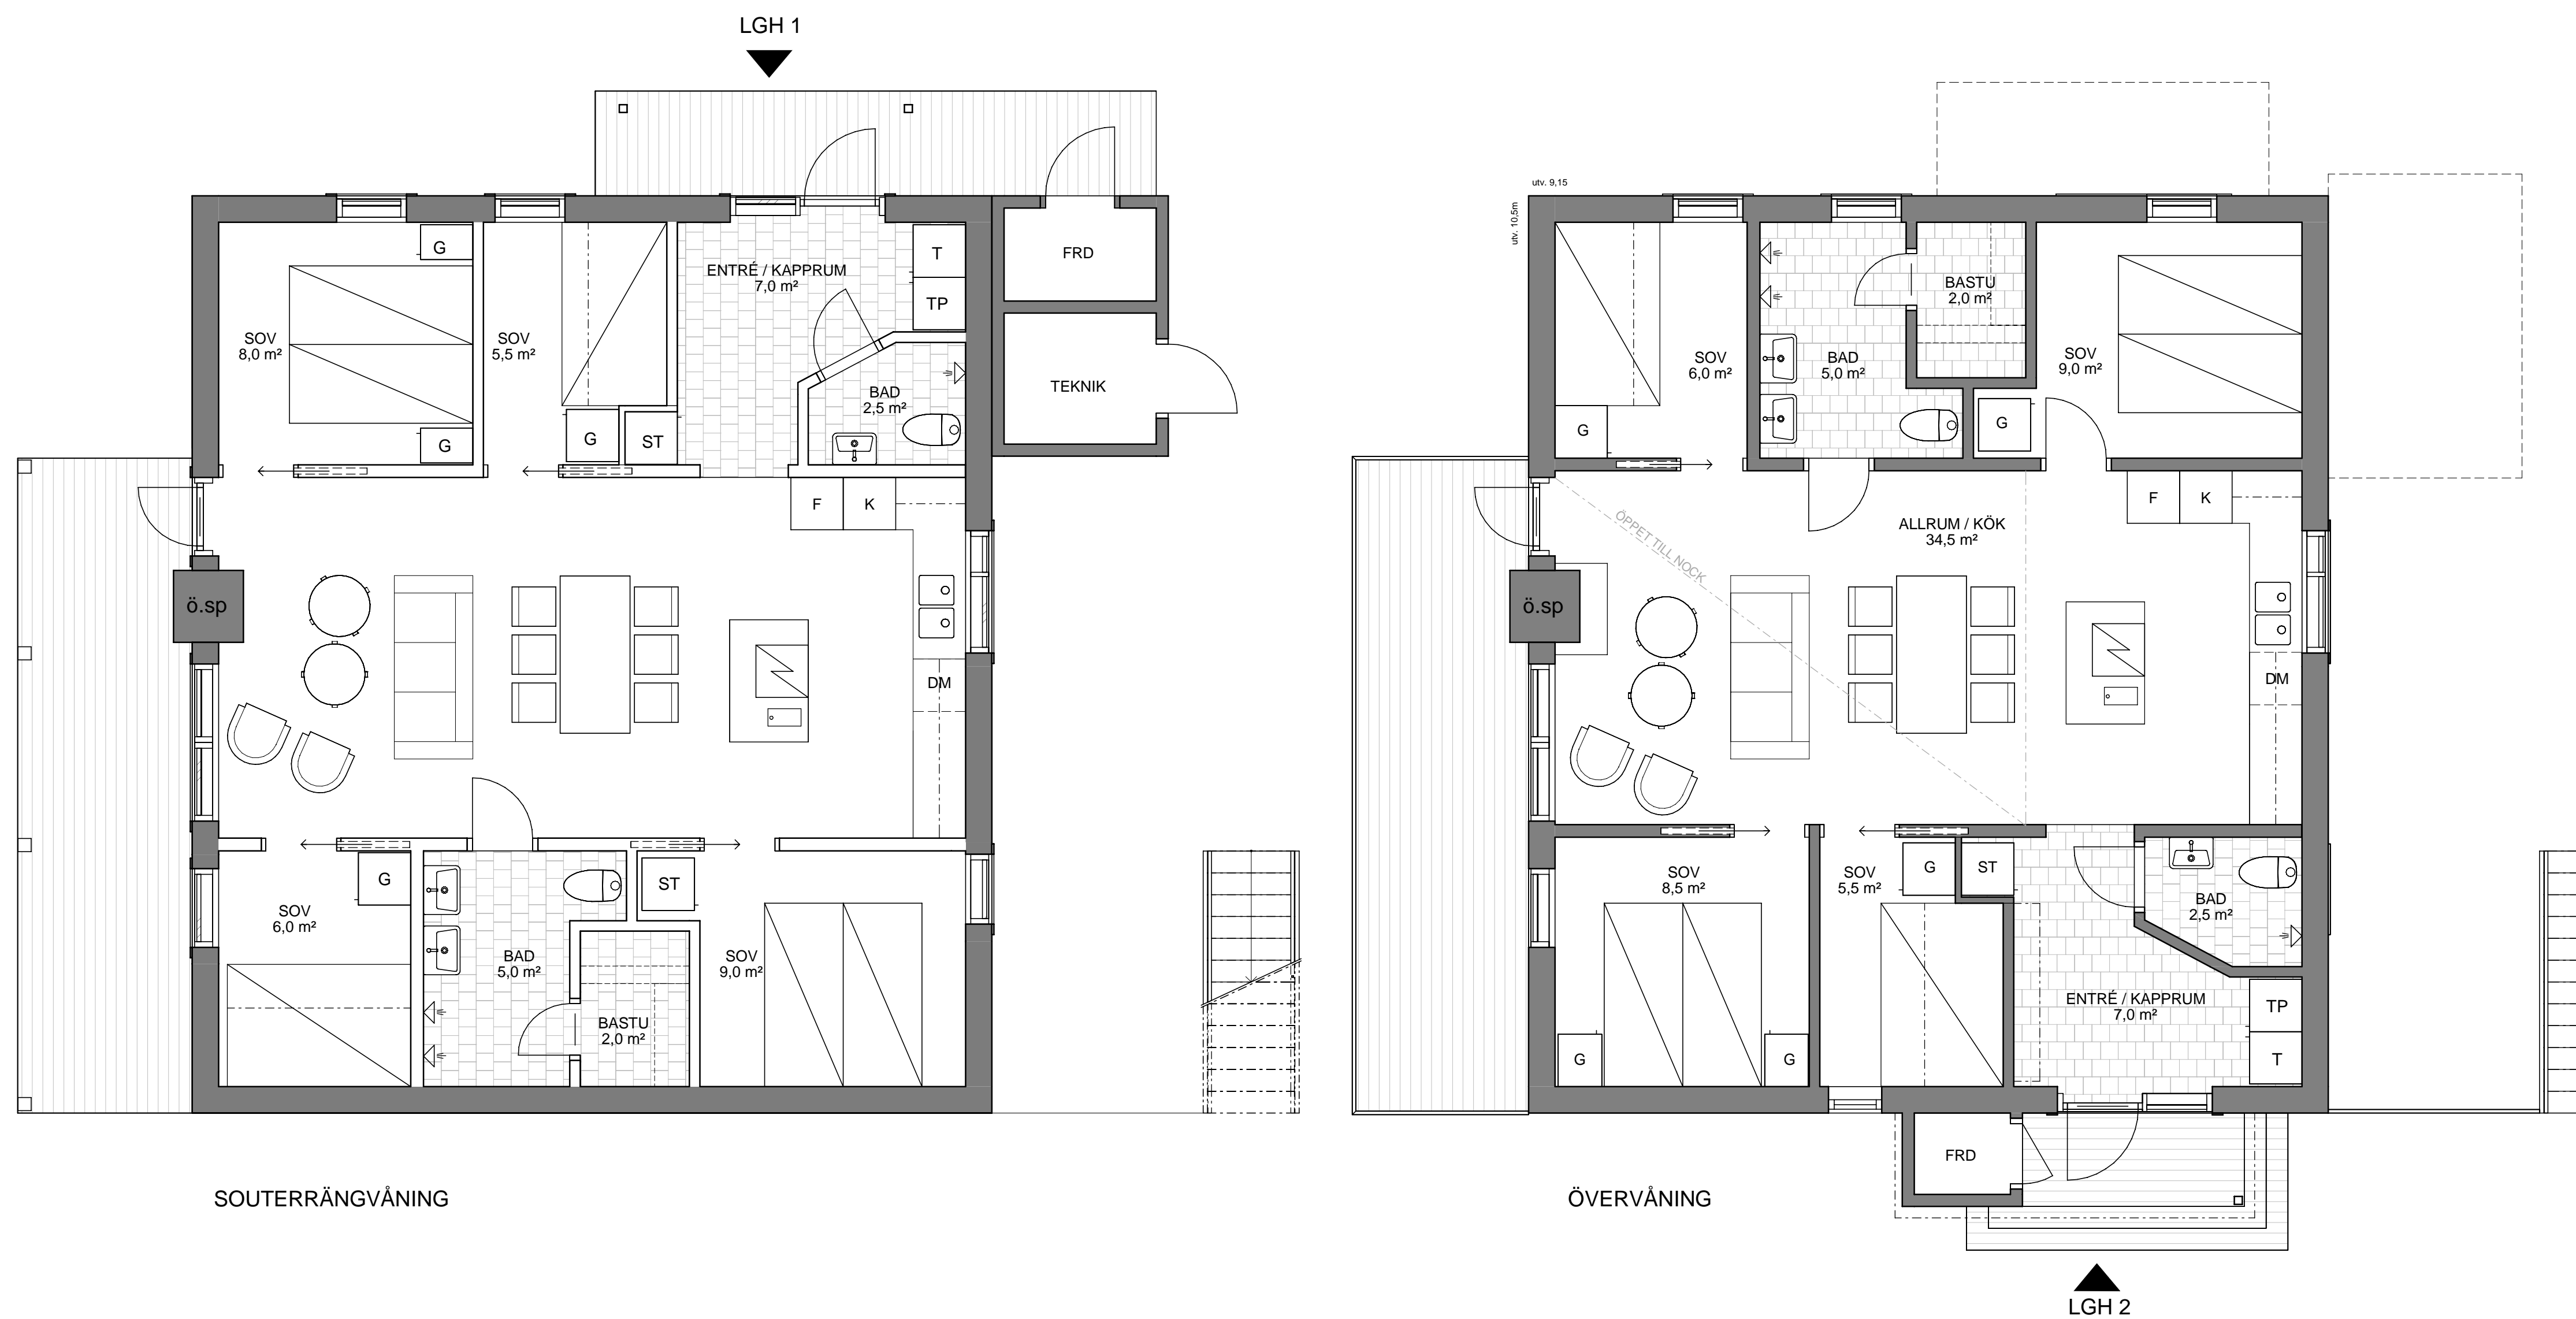 LGH 1
G
SOV
8,0 m²
G
SOV
5,5 m²
G
ST
ENTRÉ / KAPPRUM
7,0 m²
T
TP
BAD
2,5 m²
FRD
TEKNIK
F
K
ö.sp
DM
G
SOV
6,0 m²
BAD
5,0 m²
BASTU
2,0 m²
ST
SOV
9,0 m²
SOUTERRÄNGVÅNING
utv. 9,15
utv. 10,5m
SOV
6,0 m²
G
BAD
5,0 m²
BASTU
2,0 m²
SOV
9,0 m²
G
ÖPPET TILL NOCK
ALLRUM / KÖK
34,5 m²
F
K
ö.sp
DM
SOV
8,5 m²
G
G
SOV
5,5 m²
G
ST
BAD
2,5 m²
ENTRÉ / KAPPRUM
7,0 m²
TP
T
FRD
ÖVERVÅNING
LGH 2